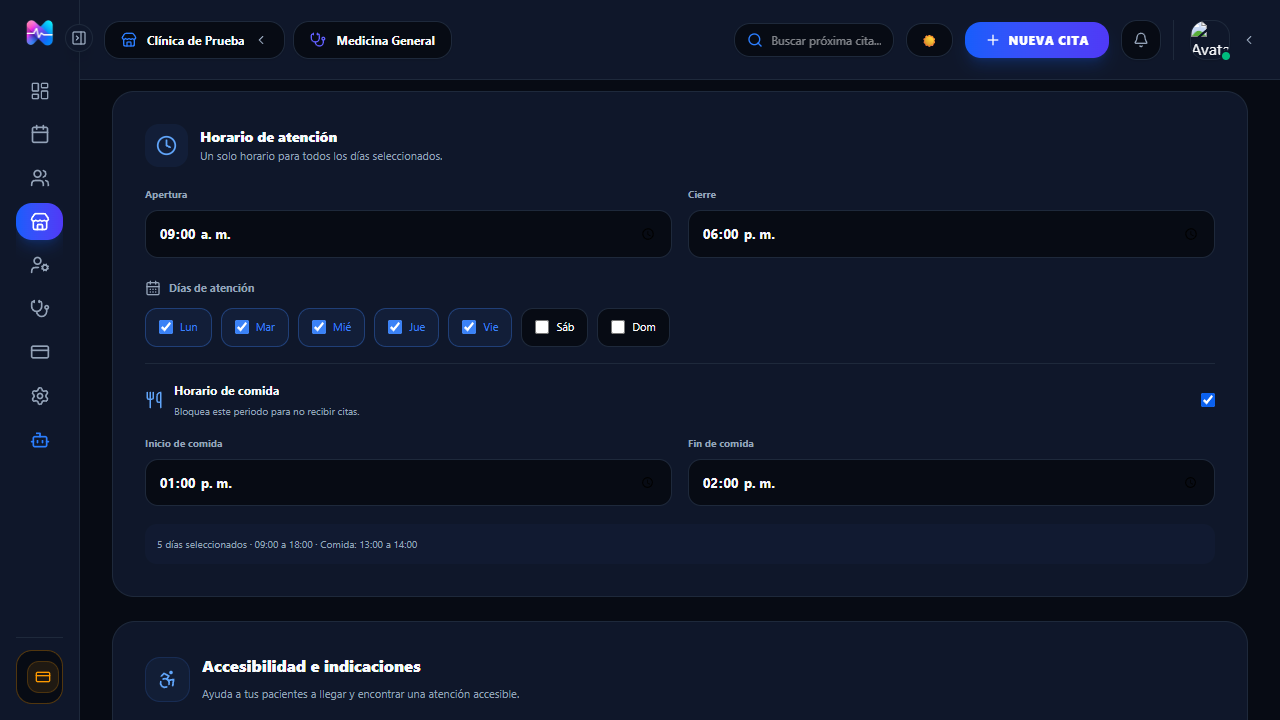 Clínica de Prueba
Medicina General
Buscar próxima cita...
NUEVA CITA
Horario de atención
Un solo horario para todos los días seleccionados.
Apertura
Cierre
09:00 a. m.
06:00 p. m.
Días de atención
Lun
Mar
Mié
Jue
Vie
Sáb
Dom
Horario de comida
Bloquea este periodo para no recibir citas.
Inicio de comida
Fin de comida
01:00 p. m.
02:00 p. m.
5 días seleccionados · 09:00 a 18:00 · Comida: 13:00 a 14:00
Accesibilidad e indicaciones
Ayuda a tus pacientes a llegar y encontrar una atención accesible.